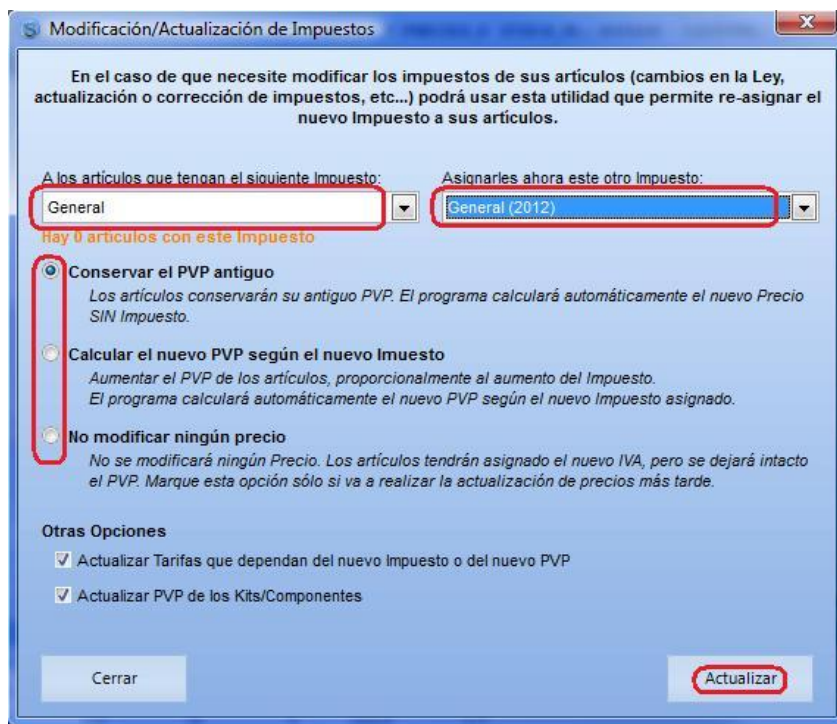 Modificación/Actualización de Impuestos
En el caso de que necesite modificar los impuestos de sus artículos (cambios en la Ley,
actualización o corrección de impuestos, etc...) podrá usar esta utilidad que permite re-asignar el
nuevo Impuesto a sus artículos.
A los artículos que tengan el siguiente Impuesto:
Asignarles ahora este otro Impuesto:
General
General (2012)
Hay 0 artículos con este Impuesto
Conservar el PVP antiguo
Los artículos conservarán su antiguo PVP. El programa calculará automáticamente el nuevo Precio
SIN Impuesto.
Calcular el nuevo PVP según el nuevo Imuesto
Aumentar el PVP de los artículos, proporcionalmente al aumento del Impuesto.
El programa calculará automáticamente el nuevo PVP según el nuevo Impuesto asignado.
No modificar ningún precio
No se modificará ningún Precio. Los artículos tendrán asignado el nuevo IVA, pero se dejará intacto
el PVP. Marque esta opción sólo si va a realizar la actualización de precios más tarde.
Otras Opciones
Actualizar Tarifas que dependan del nuevo Impuesto o del nuevo PVP
Actualizar PVP de los Kits/Componentes
Cerrar
Actualizar